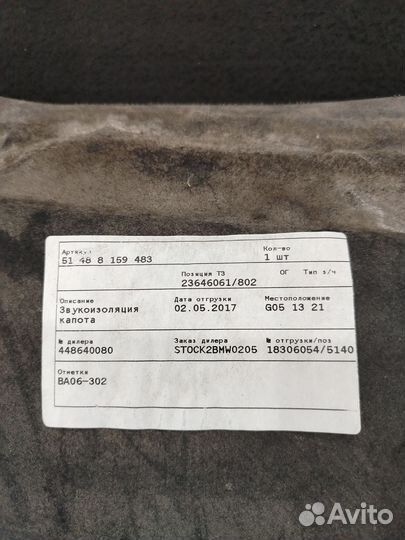 Артикул Кол-во
51 48 8 159 483 1 шт
Позиция ТЗ ОГ Тип з/ч
23646061/802
Описание Дата отгрузки Местоположение
Звукоизоляция 02.05.2017 G05 13 21
капота
№ дилера Заказ дилера № отгрузки/поз
448640080 STOCK2BMW0205 18306054/5140
Отметки
BA06-302
Avito